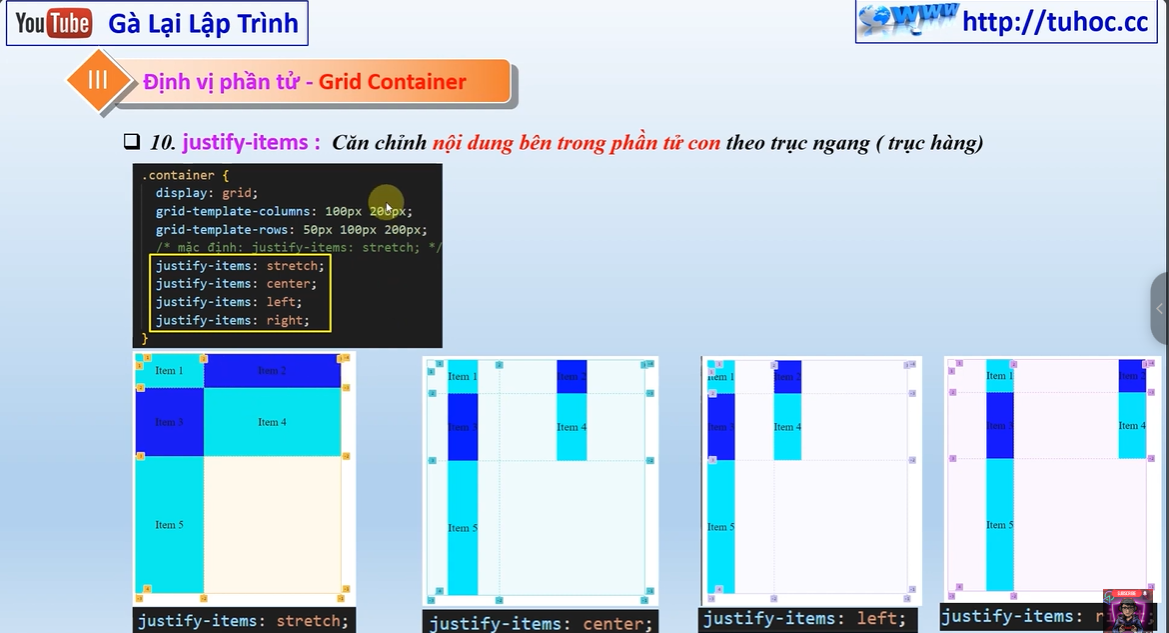 YouTube Gà Lại Lập Trình
WWW http://tuhoc.cc
III Định vị phần tử - Grid Container
10. justify-items : Căn chỉnh nội dung bên trong phần tử con theo trục ngang ( trục hàng)
.container {
display: grid;
grid-template-columns: 100px 200px;
grid-template-rows: 50px 100px 200px;
/* mặc định: justify-items: stretch; */
justify-items: stretch;
justify-items: center;
justify-items: left;
justify-items: right;
}
Item 1 Item 2
Item 3 Item 4
Item 5
justify-items: stretch;
Item 1 Item 2
Item 3 Item 4
Item 5
justify-items: center;
Item 1 Item 2
Item 3 Item 4
Item 5
justify-items: left;
Item 1 Item 2
Item 3 Item 4
Item 5
justify-items: